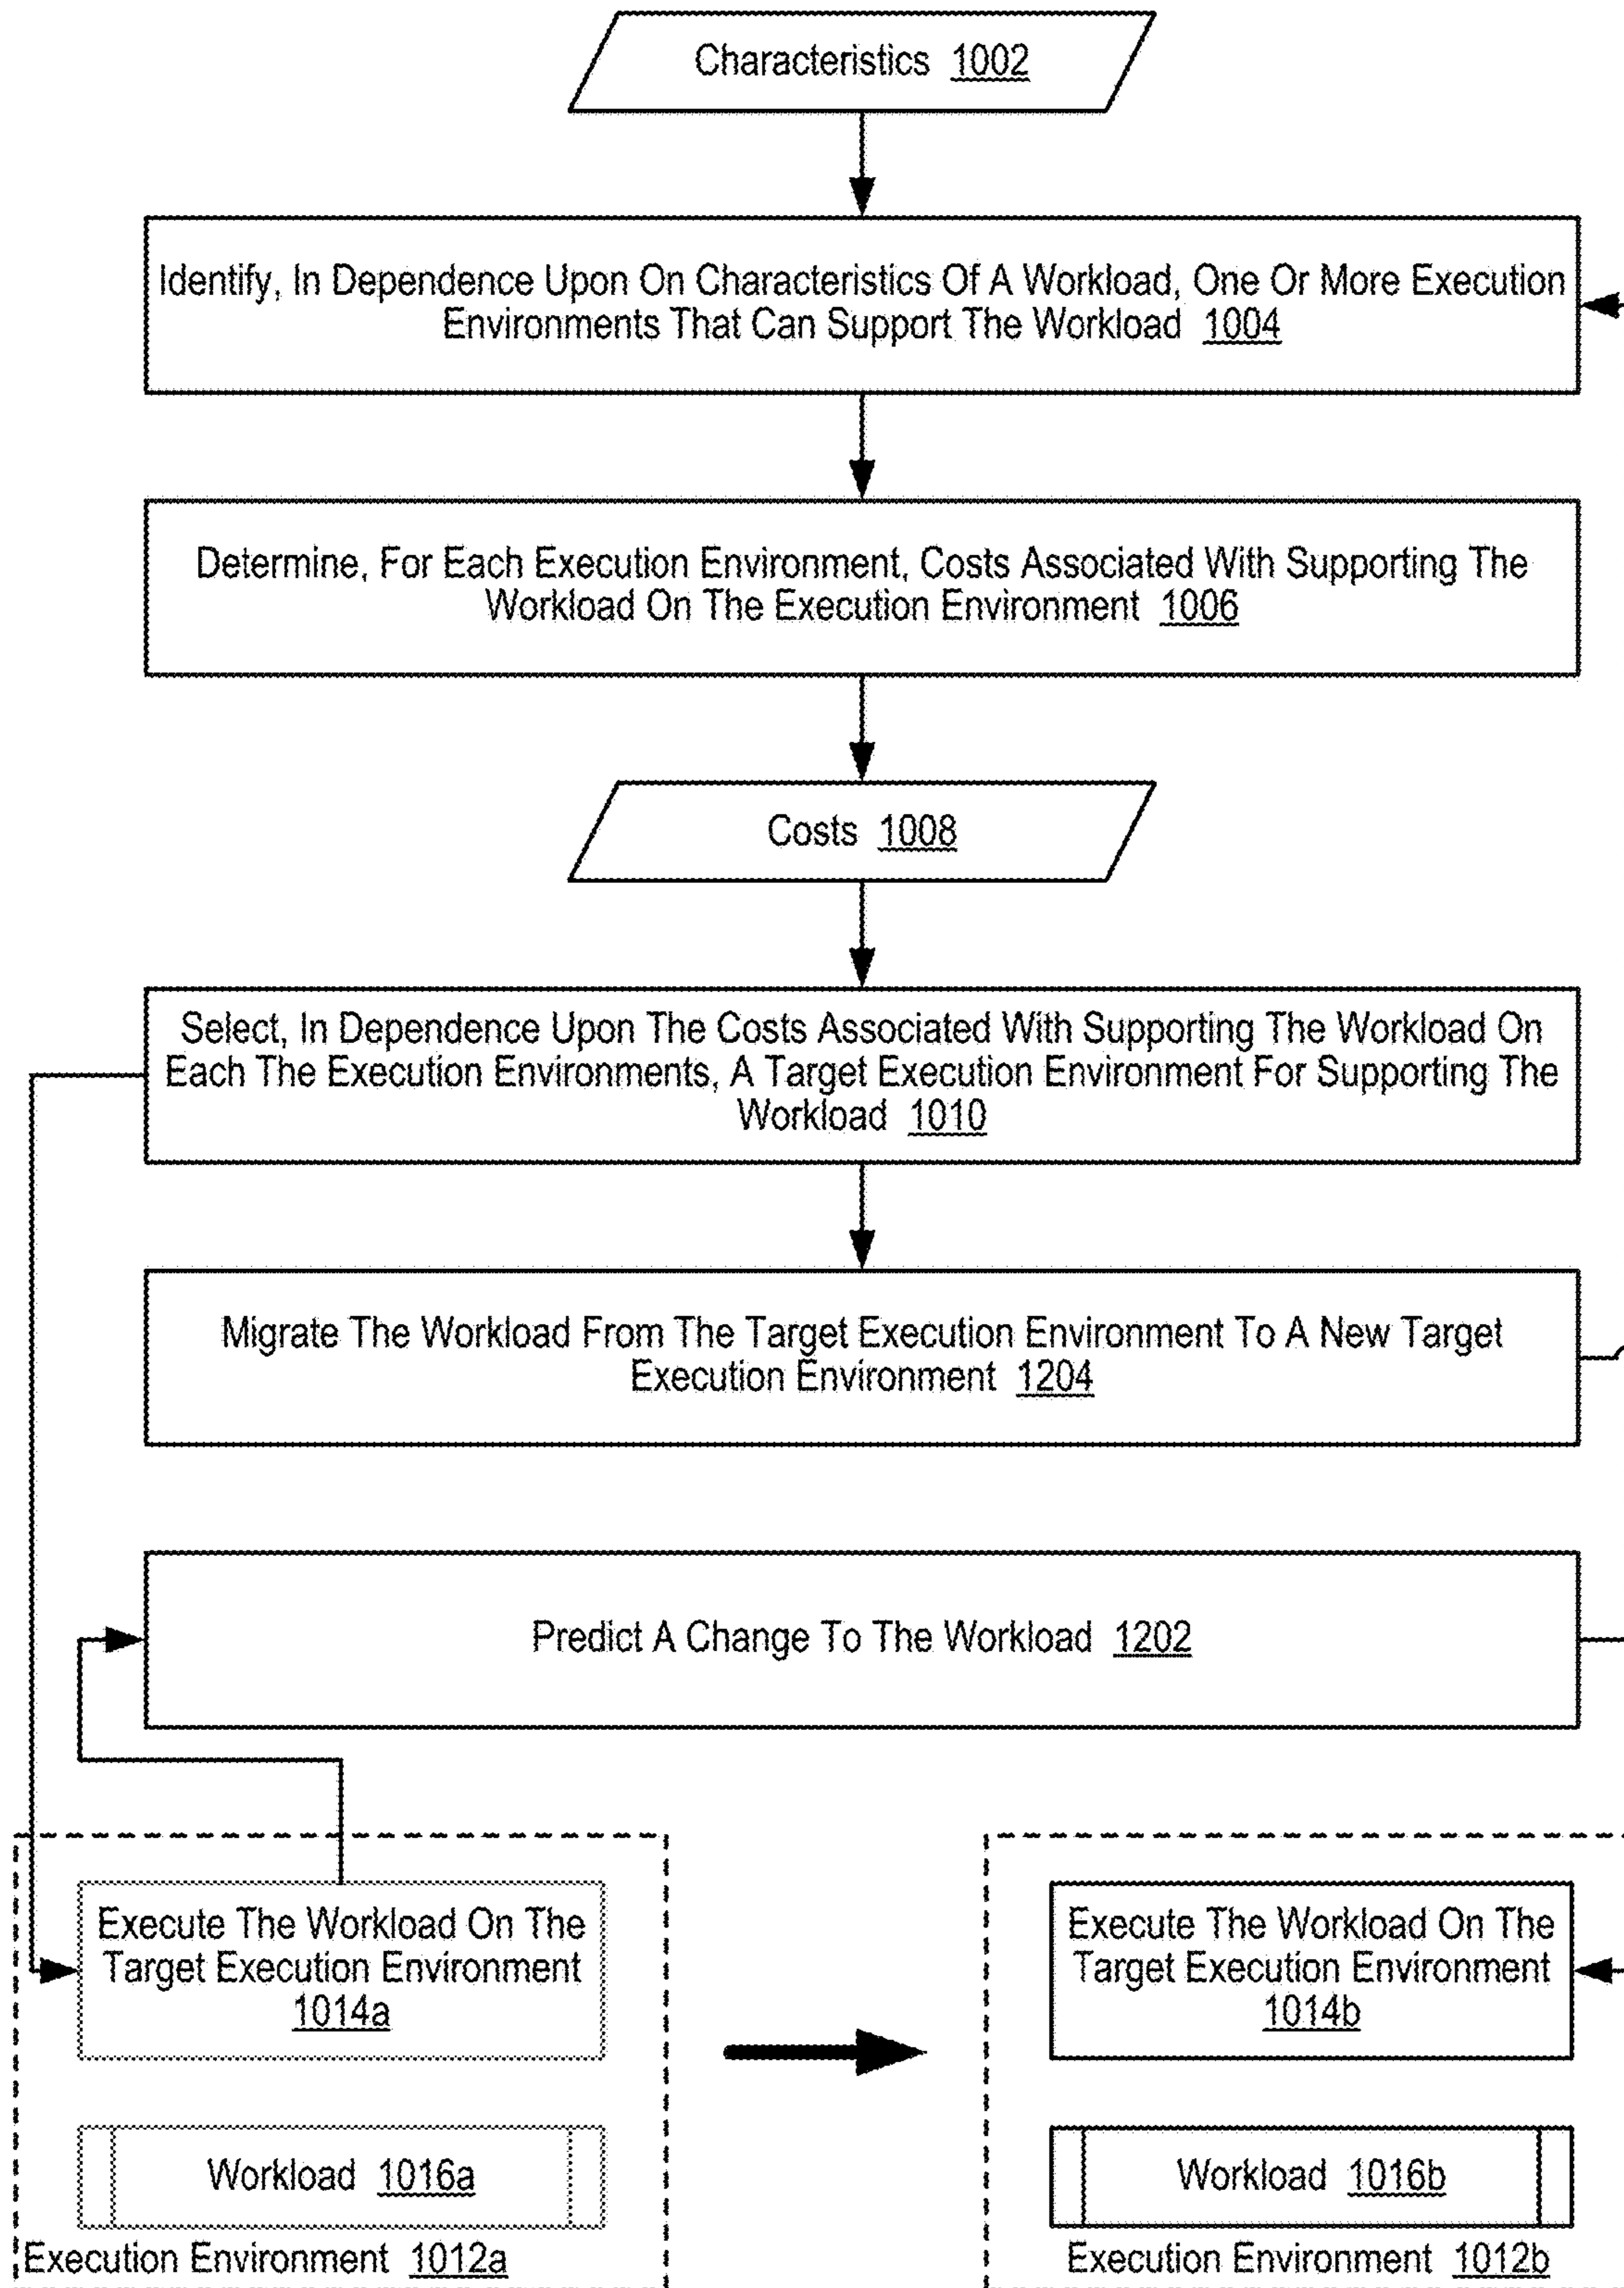 Characteristics 1002
Identify, In Dependence Upon On Characteristics Of A Workload, One Or More Execution
Environments That Can Support The Workload 1004
Determine, For Each Execution Environment, Costs Associated With Supporting The
Workload On The Execution Environment 1006
Costs 1008
Select, In Dependence Upon The Costs Associated With Supporting The Workload On
Each The Execution Environments, A Target Execution Environment For Supporting The
Workload 1010
Migrate The Workload From The Target Execution Environment To A New Target
Execution Environment 1204
Predict A Change To The Workload 1202
Execute The Workload On The
Target Execution Environment
1014a
Workload 1016a
Execution Environment 1012a
Execute The Workload On The
Target Execution Environment
1014b
Workload 1016b
Execution Environment 1012b